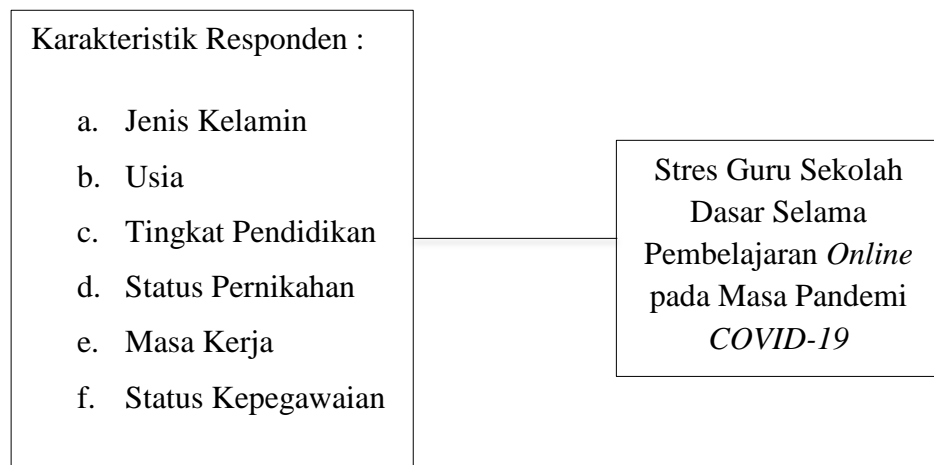 Karakteristik Responden :
a. Jenis Kelamin
b. Usia
c. Tingkat Pendidikan
d. Status Pernikahan
e. Masa Kerja
f. Status Kepegawaian
Stres Guru Sekolah
Dasar Selama
Pembelajaran Online
pada Masa Pandemi
COVID-19